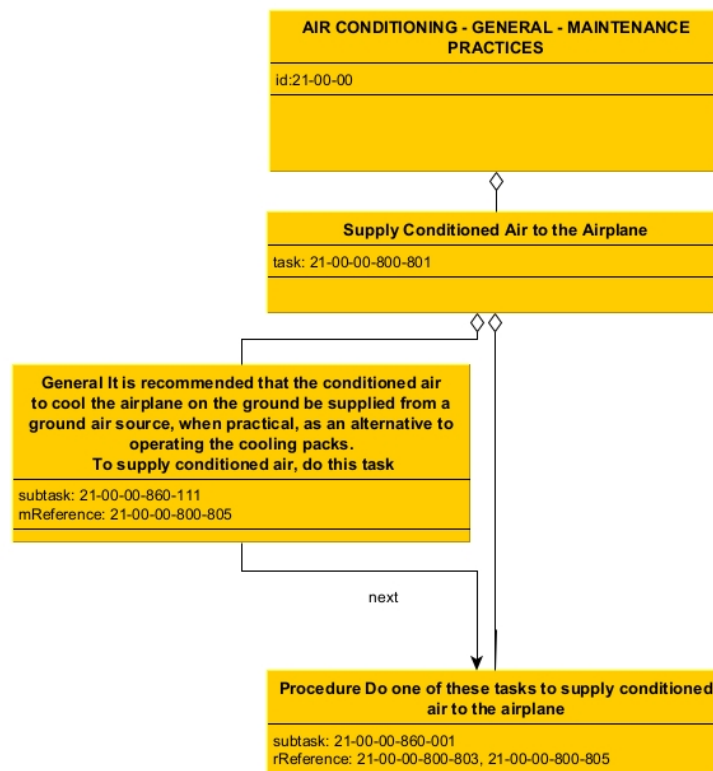 AIR CONDITIONING - GENERAL - MAINTENANCE
PRACTICES
id:21-00-00
Supply Conditioned Air to the Airplane
task: 21-00-00-800-801
General It is recommended that the conditioned air
to cool the airplane on the ground be supplied from a
ground air source, when practical, as an alternative to
operating the cooling packs.
To supply conditioned air, do this task
subtask: 21-00-00-860-111
mReference: 21-00-00-800-805
next
Procedure Do one of these tasks to supply conditioned
air to the airplane
subtask: 21-00-00-860-001
rReference: 21-00-00-800-803, 21-00-00-800-805